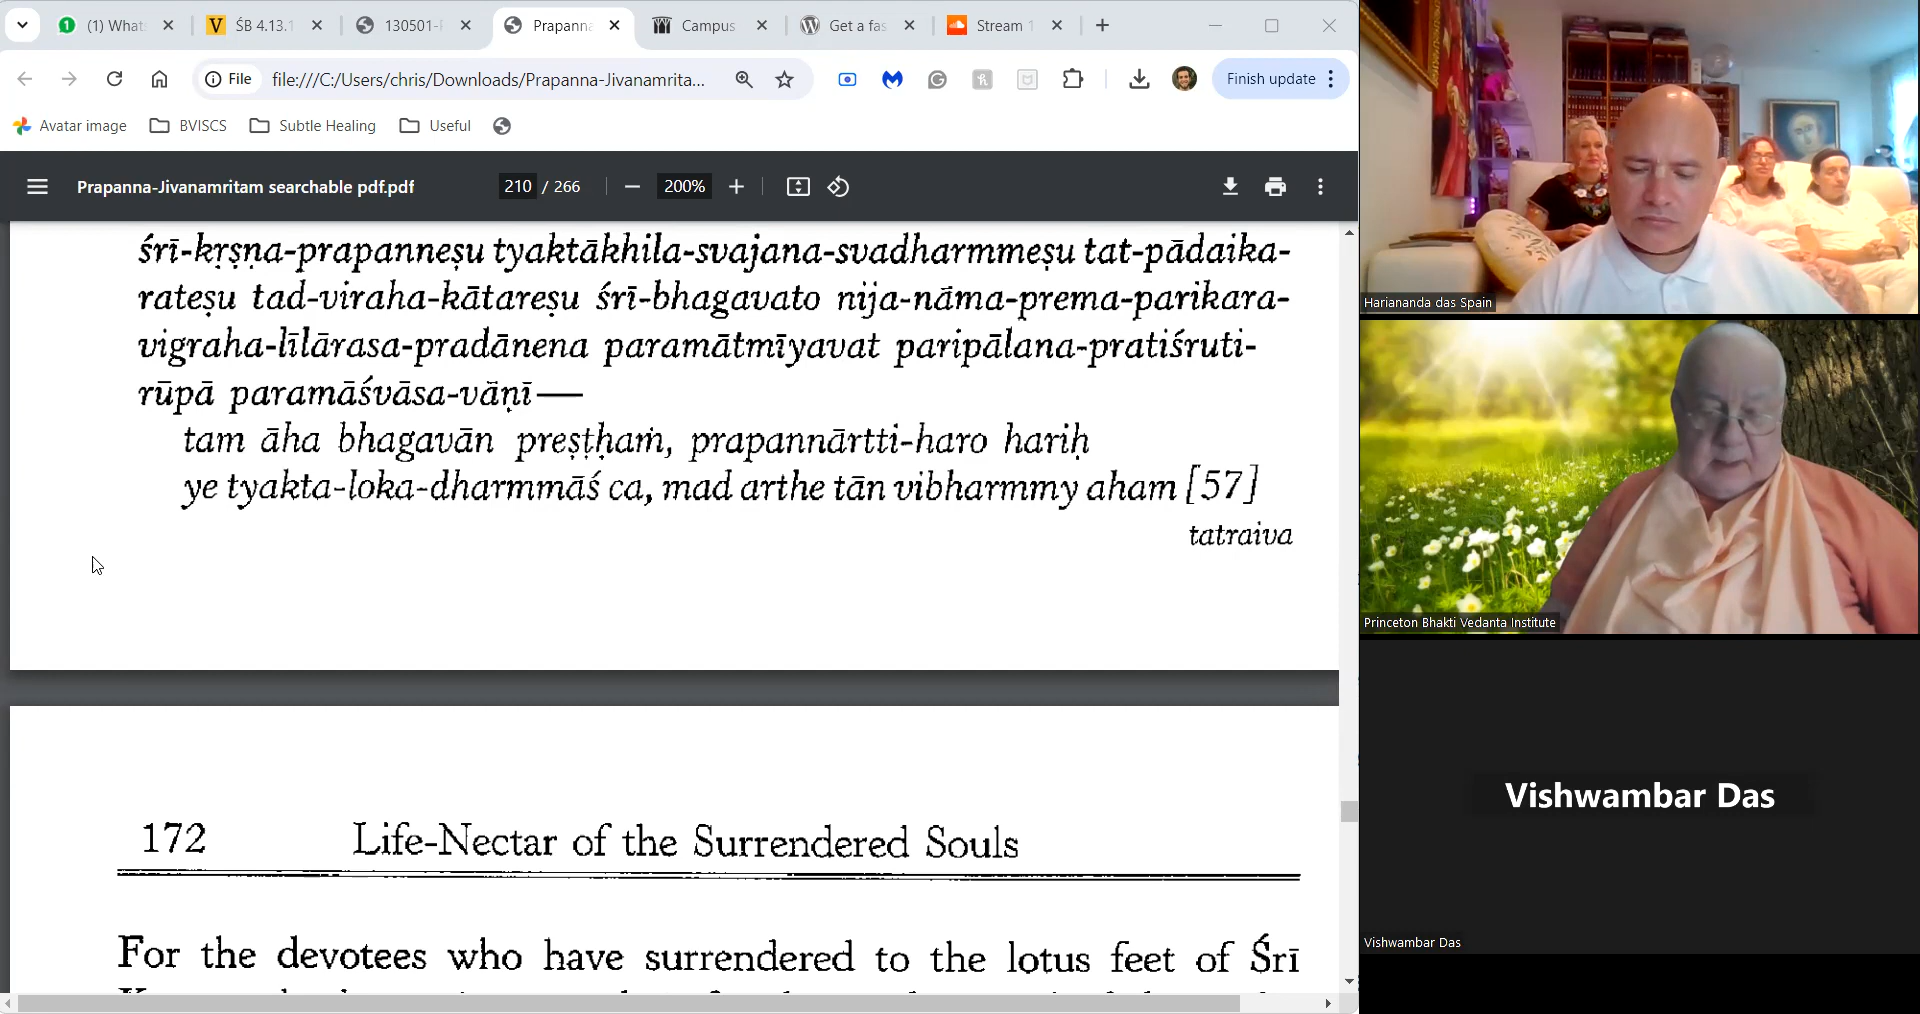 (1) What
ŚB 4.13.1
130501-
Prapanna
Campus
Get a fas
Stream 1
File
file:///C:/Users/chris/Downloads/Prapanna-Jivanamrita...
Finish update
Avatar image
BVISCS
Subtle Healing
Useful
Prapanna-Jivanamritam searchable pdf.pdf
210 / 266
200%
śrī-kṛṣṇa-prapanneṣu tyaktākhila-svajana-svadharmmeṣu tat-pādaika-
rateṣu tad-viraha-kātareṣu śrī-bhagavato nija-nāma-prema-parikara-
vigraha-līlārasa-pradānena paramātmīyavat paripālana-pratiśruti-
rūpā paramāśvāsa-vāṇī—
tam āha bhagavān preṣṭhaṁ, prapannārtti-haro hariḥ
ye tyakta-loka-dharmmāś ca, mad arthe tān vibharmmy aham [57]
tatraiva
172 Life-Nectar of the Surrendered Souls
For the devotees who have surrendered to the lotus feet of Śrī
Hariananda das Spain
Princeton Bhakti Vedanta Institute
Vishwambar Das
Vishwambar Das